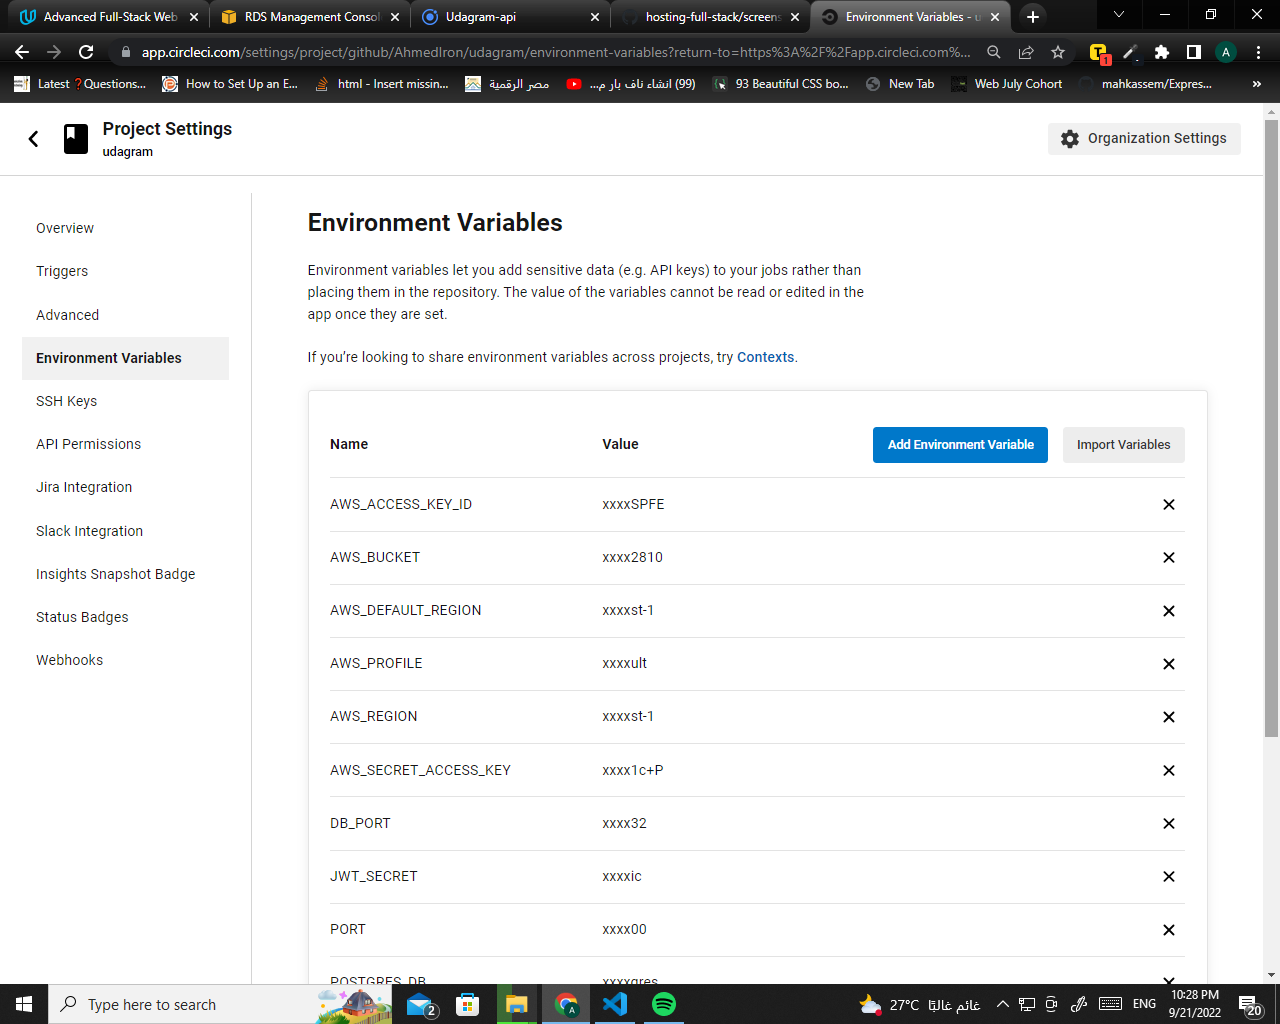 Advanced Full-Stack Web
RDS Management Consol
Udagram-api
hosting-full-stack/screens
Environment Variables - u
app.circleci.com/settings/project/github/AhmedIron/udagram/environment-variables?return-to=https%3A%2F%2Fapp.circleci.com%...
T 1
A
Latest ❓Questions...
How to Set Up an E...
html - Insert missin...
مصر الرقمية
(99) انشاء ناف بار م...
93 Beautiful CSS bo...
New Tab
Web July Cohort
mahkassem/Expres...
»
Project Settings
udagram
Organization Settings
Overview
Triggers
Advanced
Environment Variables
SSH Keys
API Permissions
Jira Integration
Slack Integration
Insights Snapshot Badge
Status Badges
Webhooks
Environment Variables
Environment variables let you add sensitive data (e.g. API keys) to your jobs rather than
placing them in the repository. The value of the variables cannot be read or edited in the
app once they are set.
If you’re looking to share environment variables across projects, try Contexts.
Name Value Add Environment Variable Import Variables
AWS_ACCESS_KEY_ID xxxxSPFE
AWS_BUCKET xxxx2810
AWS_DEFAULT_REGION xxxxst-1
AWS_PROFILE xxxxult
AWS_REGION xxxxst-1
AWS_SECRET_ACCESS_KEY xxxx1c+P
DB_PORT xxxx32
JWT_SECRET xxxxic
PORT xxxx00
POSTGRES_DB xxxxgres
Type here to search
2
A
27°C غائم غالبًا
ENG
10:28 PM
9/21/2022
20